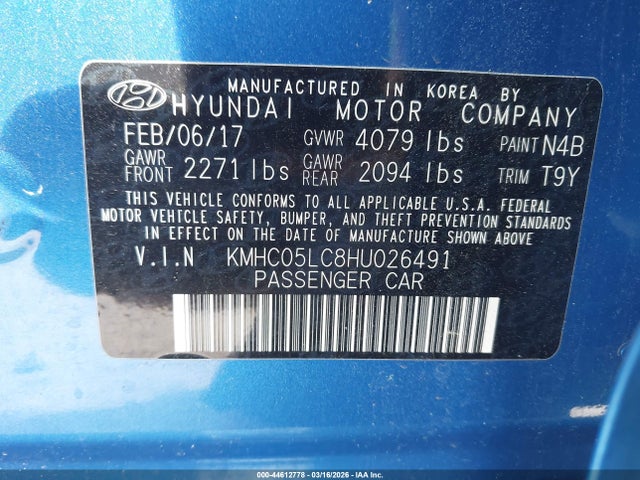 MANUFACTURED IN KOREA BY
HYUNDAI MOTOR COMPANY
FEB/06/17 GVWR 4079 lbs PAINT N4B
GAWR FRONT 2271 lbs GAWR REAR 2094 lbs TRIM T9Y
THIS VEHICLE CONFORMS TO ALL APPLICABLE U.S.A. FEDERAL
MOTOR VEHICLE SAFETY, BUMPER, AND THEFT PREVENTION STANDARDS
IN EFFECT ON THE DATE OF MANUFACTURE SHOWN ABOVE
V.I.N KMHC05LC8HU026491
PASSENGER CAR
000-44612778 - 03/16/2026 - IAA Inc.